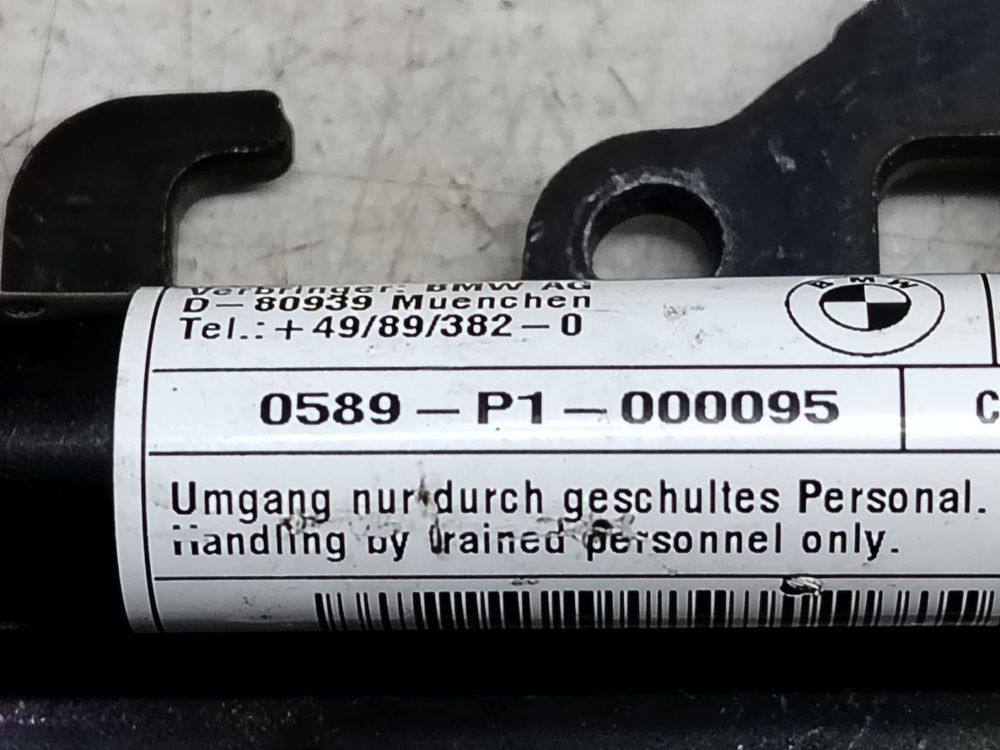 Verbringer: BMW AG
D-80939 Muenchen
Tel.:+49/89/382-0
BMW
0589-P1-000095
C
Umgang nur durch geschultes Personal.
Handling by trained personnel only.